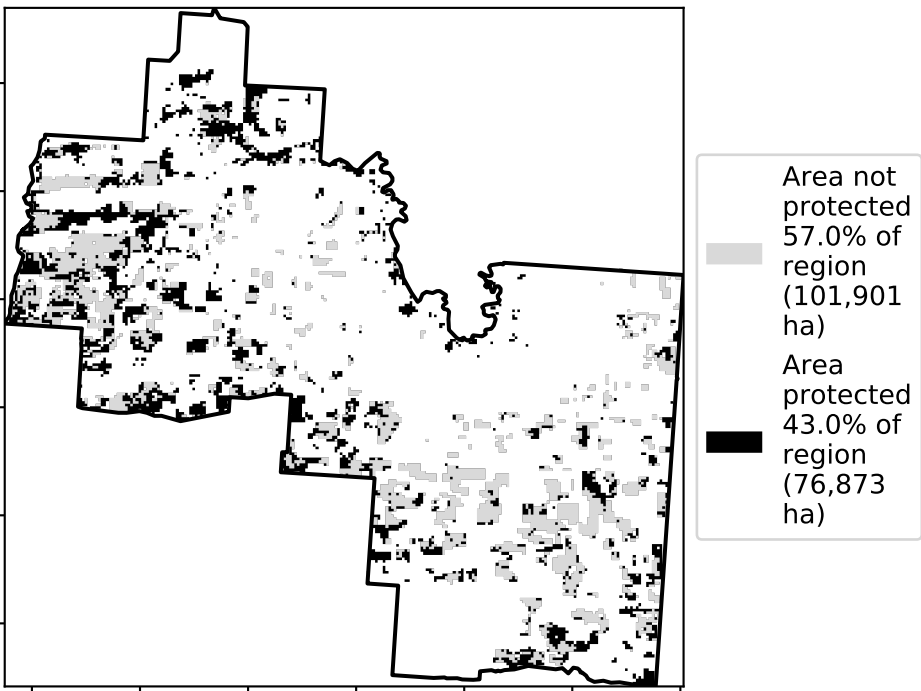 Area not
protected
57.0% of
region
(101,901
ha)
Area
protected
43.0% of
region
(76,873
ha)